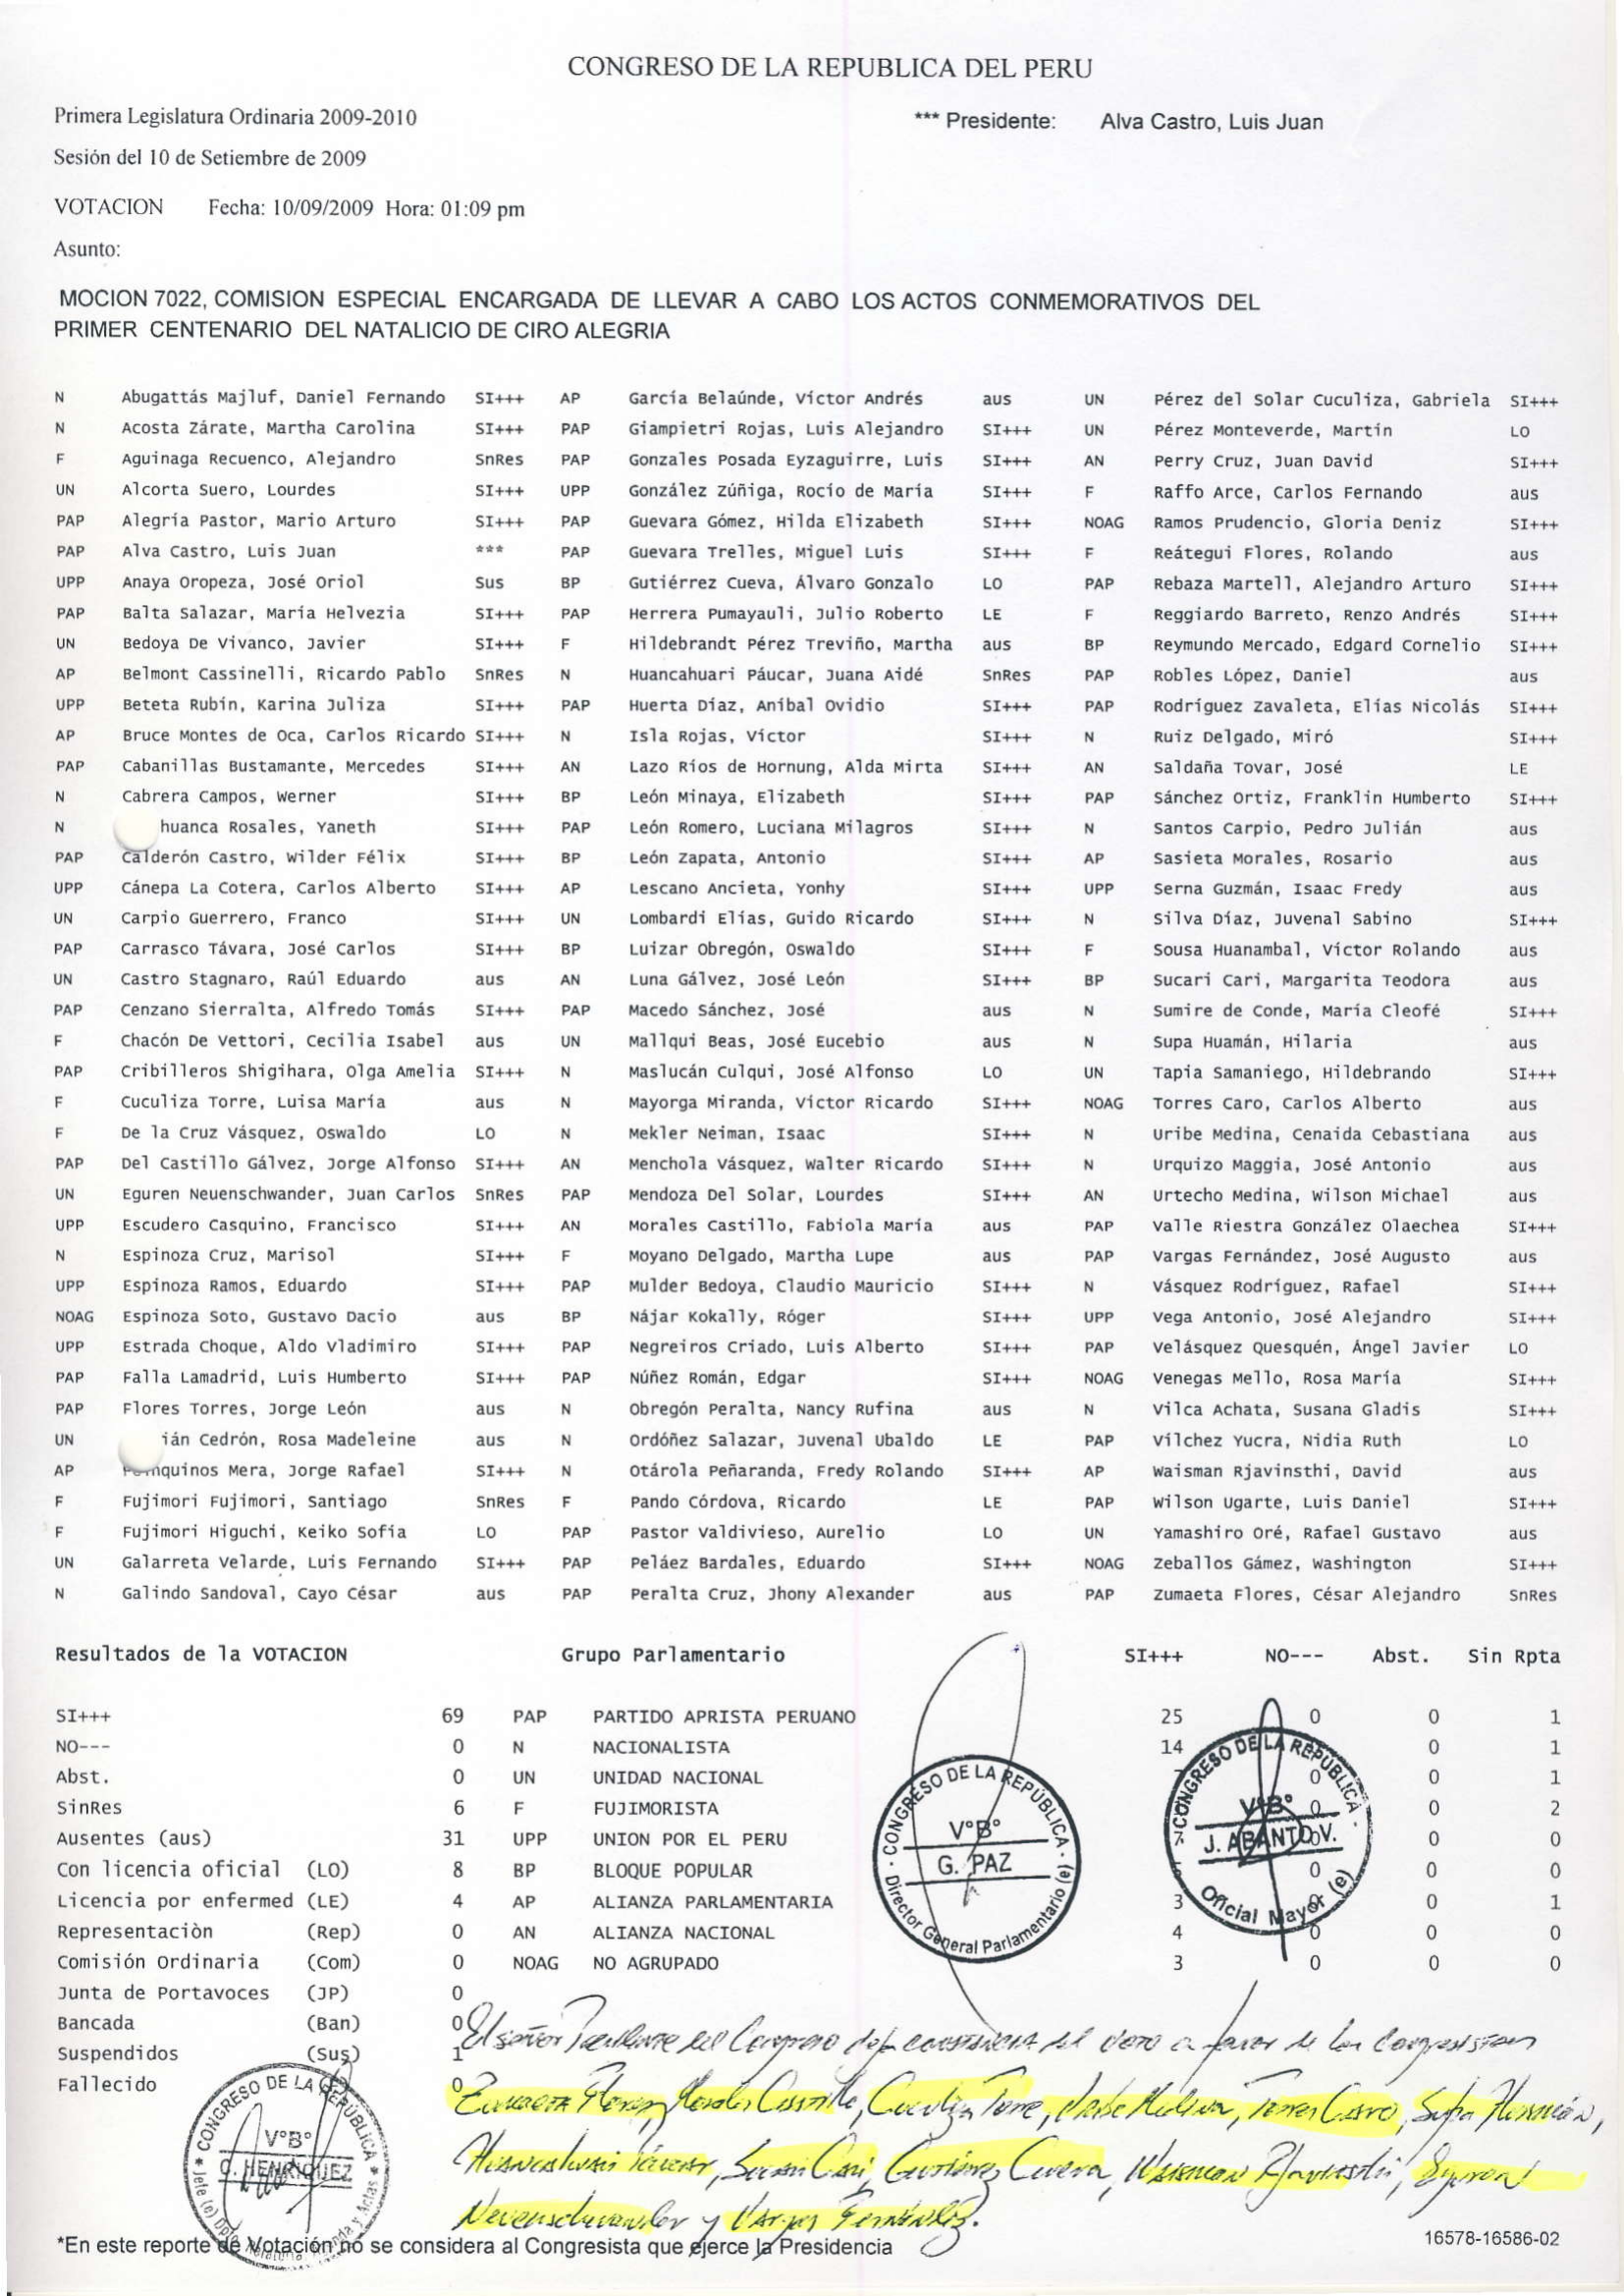 CONGRESO DE LA REPUBLICA DEL PERU
Primera Legislatura Ordinaria 2009-2010 *** Presidente: Alva Castro, Luis Juan
Sesión del 10 de Setiembre de 2009
VOTACION Fecha: 10/09/2009 Hora: 01:09 pm
Asunto:
MOCION 7022, COMISION ESPECIAL ENCARGADA DE LLEVAR A CABO LOS ACTOS CONMEMORATIVOS DEL
PRIMER CENTENARIO DEL NATALICIO DE CIRO ALEGRIA
N Abugattás Majluf, Daniel Fernando SI+++ AP García Belaúnde, Víctor Andrés aus UN Pérez del Solar Cuculiza, Gabriela SI+++
N Acosta Zárate, Martha Carolina SI+++ PAP Giampietri Rojas, Luis Alejandro SI+++ UN Pérez Monteverde, Martin LO
F Aguinaga Recuenco, Alejandro SnRes PAP Gonzales Posada Eyzaguirre, Luis SI+++ AN Perry Cruz, Juan David SI+++
UN Alcorta Suero, Lourdes SI+++ UPP González Zúñiga, Rocío de María SI+++ F Raffo Arce, Carlos Fernando aus
PAP Alegría Pastor, Mario Arturo SI+++ PAP Guevara Gómez, Hilda Elizabeth SI+++ NOAG Ramos Prudencio, Gloria Deniz SI+++
PAP Alva Castro, Luis Juan *** PAP Guevara Trelles, Miguel Luis SI+++ F Reátegui Flores, Rolando aus
UPP Anaya Oropeza, José Oriol Sus BP Gutiérrez Cueva, Álvaro Gonzalo LO PAP Rebaza Martell, Alejandro Arturo SI+++
PAP Balta Salazar, María Helvezia SI+++ PAP Herrera Pumayauli, Julio Roberto LE F Reggiardo Barreto, Renzo Andrés SI+++
UN Bedoya De Vivanco, Javier SI+++ F Hildebrandt Pérez Treviño, Martha aus BP Reymundo Mercado, Edgard Cornelio SI+++
AP Belmont Cassinelli, Ricardo Pablo SnRes N Huancahuari Páucar, Juana Aidé SnRes PAP Robles López, Daniel aus
UPP Beteta Rubín, Karina Juliza SI+++ PAP Huerta Díaz, Aníbal Ovidio SI+++ PAP Rodríguez Zavaleta, Elías Nicolás SI+++
AP Bruce Montes de Oca, Carlos Ricardo SI+++ N Isla Rojas, Víctor SI+++ N Ruiz Delgado, Miró SI+++
PAP Cabanillas Bustamante, Mercedes SI+++ AN Lazo Ríos de Hornung, Alda Mirta SI+++ AN Saldaña Tovar, José LE
N Cabrera Campos, Werner SI+++ BP León Minaya, Elizabeth SI+++ PAP Sánchez Ortiz, Franklin Humberto SI+++
N huanca Rosales, Yaneth SI+++ PAP León Romero, Luciana Milagros SI+++ N Santos Carpio, Pedro Julián aus
PAP Calderón Castro, Wilder Félix SI+++ BP León Zapata, Antonio SI+++ AP Sasieta Morales, Rosario aus
UPP Cánepa La Cotera, Carlos Alberto SI+++ AP Lescano Ancieta, Yonhy SI+++ UPP Serna Guzmán, Isaac Fredy aus
UN Carpio Guerrero, Franco SI+++ UN Lombardi Elías, Guido Ricardo SI+++ N Silva Díaz, Juvenal Sabino SI+++
PAP Carrasco Távara, José Carlos SI+++ BP Luizar Obregón, Oswaldo SI+++ F Sousa Huanambal, Víctor Rolando aus
UN Castro Stagnaro, Raúl Eduardo aus AN Luna Gálvez, José León SI+++ BP Sucari Cari, Margarita Teodora aus
PAP Cenzano Sierralta, Alfredo Tomás SI+++ PAP Macedo Sánchez, José aus N Sumire de Conde, María Cleofé SI+++
F Chacón De Vettori, Cecilia Isabel aus UN Mallqui Beas, José Eucebio aus N Supa Huamán, Hilaria aus
PAP Cribilleros Shigihara, Olga Amelia SI+++ N Maslucán Culqui, José Alfonso LO UN Tapia Samaniego, Hildebrando SI+++
F Cuculiza Torre, Luisa María aus N Mayorga Miranda, Víctor Ricardo SI+++ NOAG Torres Caro, Carlos Alberto aus
F De la Cruz Vásquez, Oswaldo LO N Mekler Neiman, Isaac SI+++ N Uribe Medina, Cenaida Cebastiana aus
PAP Del Castillo Gálvez, Jorge Alfonso SI+++ AN Menchola Vásquez, Walter Ricardo SI+++ N Urquizo Maggia, José Antonio aus
UN Eguren Neuenschwander, Juan Carlos SnRes PAP Mendoza Del Solar, Lourdes SI+++ AN Urtecho Medina, Wilson Michael aus
UPP Escudero Casquino, Francisco SI+++ AN Morales Castillo, Fabiola María aus PAP Valle Riestra González Olaechea SI+++
N Espinoza Cruz, Marisol SI+++ F Moyano Delgado, Martha Lupe aus PAP Vargas Fernández, José Augusto aus
UPP Espinoza Ramos, Eduardo SI+++ PAP Mulder Bedoya, Claudio Mauricio SI+++ N Vásquez Rodríguez, Rafael SI+++
NOAG Espinoza Soto, Gustavo Dacio aus BP Nájar Kokally, Róger SI+++ UPP Vega Antonio, José Alejandro SI+++
UPP Estrada Choque, Aldo Vladimiro SI+++ PAP Negreiros Criado, Luis Alberto SI+++ PAP Velásquez Quesquén, Ángel Javier LO
PAP Falla Lamadrid, Luis Humberto SI+++ PAP Núñez Román, Edgar SI+++ NOAG Venegas Mello, Rosa María SI+++
PAP Flores Torres, Jorge León aus N Obregón Peralta, Nancy Rufina aus N Vilca Achata, Susana Gladis SI+++
UN ián Cedrón, Rosa Madeleine aus N Ordóñez Salazar, Juvenal Ubaldo LE PAP Vílchez Yucra, Nidia Ruth LO
AP quinos Mera, Jorge Rafael SI+++ N Otárola Peñaranda, Fredy Rolando SI+++ AP Waisman Rjavinsthi, David aus
F Fujimori Fujimori, Santiago SnRes F Pando Córdova, Ricardo LE PAP Wilson Ugarte, Luis Daniel SI+++
F Fujimori Higuchi, Keiko Sofía LO PAP Pastor Valdivieso, Aurelio LO UN Yamashiro Oré, Rafael Gustavo aus
UN Galarreta Velarde, Luis Fernando SI+++ PAP Peláez Bardales, Eduardo SI+++ NOAG Zeballos Gámez, Washington SI+++
N Galindo Sandoval, Cayo César aus PAP Peralta Cruz, Jhony Alexander aus PAP Zumaeta Flores, César Alejandro SnRes
Resultados de la VOTACION Grupo Parlamentario SI+++ NO--- Abst. Sin Rpta
SI+++ 69 PAP PARTIDO APRISTA PERUANO 25 0 0 1
NO--- 0 N NACIONALISTA 14 0 1
Abst. 0 UN UNIDAD NACIONAL 0 0 1
SinRes 6 F FUJIMORISTA 0 0 2
Ausentes (aus) 31 UPP UNION POR EL PERU 0 0 0
Con licencia oficial (LO) 8 BP BLOQUE POPULAR 0 0 0
Licencia por enfermed (LE) 4 AP ALIANZA PARLAMENTARIA 3 0 1
Representaciòn (Rep) 0 AN ALIANZA NACIONAL 4 0 0 0
Comisión Ordinaria (Com) 0 NOAG NO AGRUPADO 3 0 0 0
Junta de Portavoces (JP) 0
Bancada (Ban) 0
Suspendidos (Sus) 1
Fallecido 0
CONGRESO DE LA REPÚBLICA
V°B°
G. PAZ
Director General Parlamentario (e)
CONGRESO DE LA REPÚBLICA
V°B°
J. ABANTO V.
Oficial Mayor (e)
El señor Presidente del Congreso deja constancia del voto a favor de los congresistas
Zumaeta Flores, Morales Castillo, Cuculiza Torre, Uribe Medina, Torres Caro, Supa Huamán,
Huancahuari Páucar, Sucari Cari, Gutiérrez Cueva, Waisman Rjavinsthi, Eguren
Neuenschwander y Vargas Fernández.
CONGRESO DE LA REPÚBLICA
V°B°
C. HENRIQUEZ
Jefe (e) Dpto. Relatoria, Agenda y Actas
*En este reporte de Votación no se considera al Congresista que ejerce la Presidencia
16578-16586-02